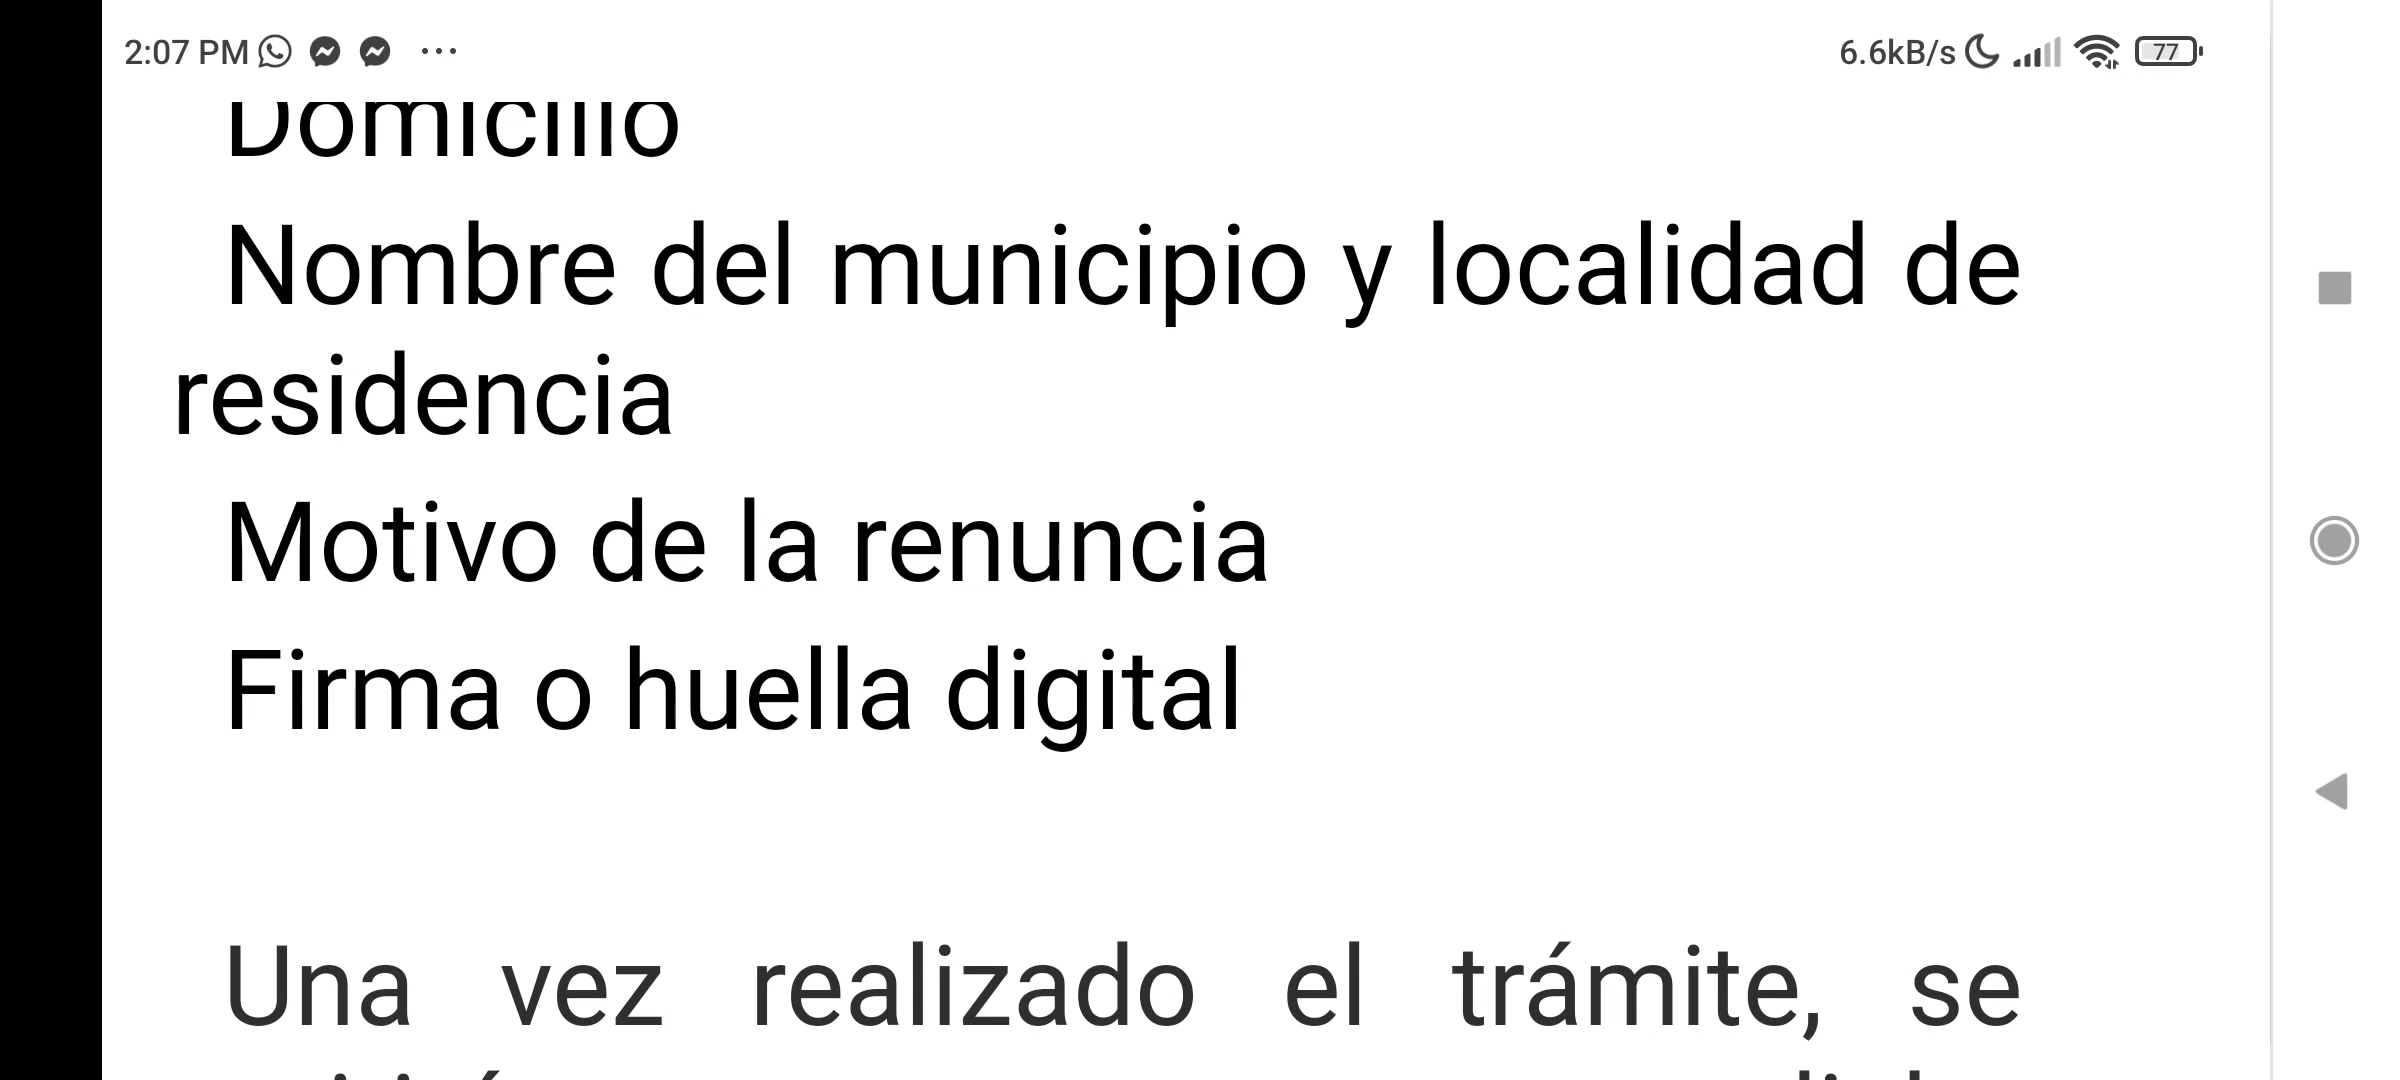 2:07 PM ... 6.6kB/s 77
Domicilio
Nombre del municipio y localidad de
residencia
Motivo de la renuncia
Firma o huella digital
Una vez realizado el trámite, se